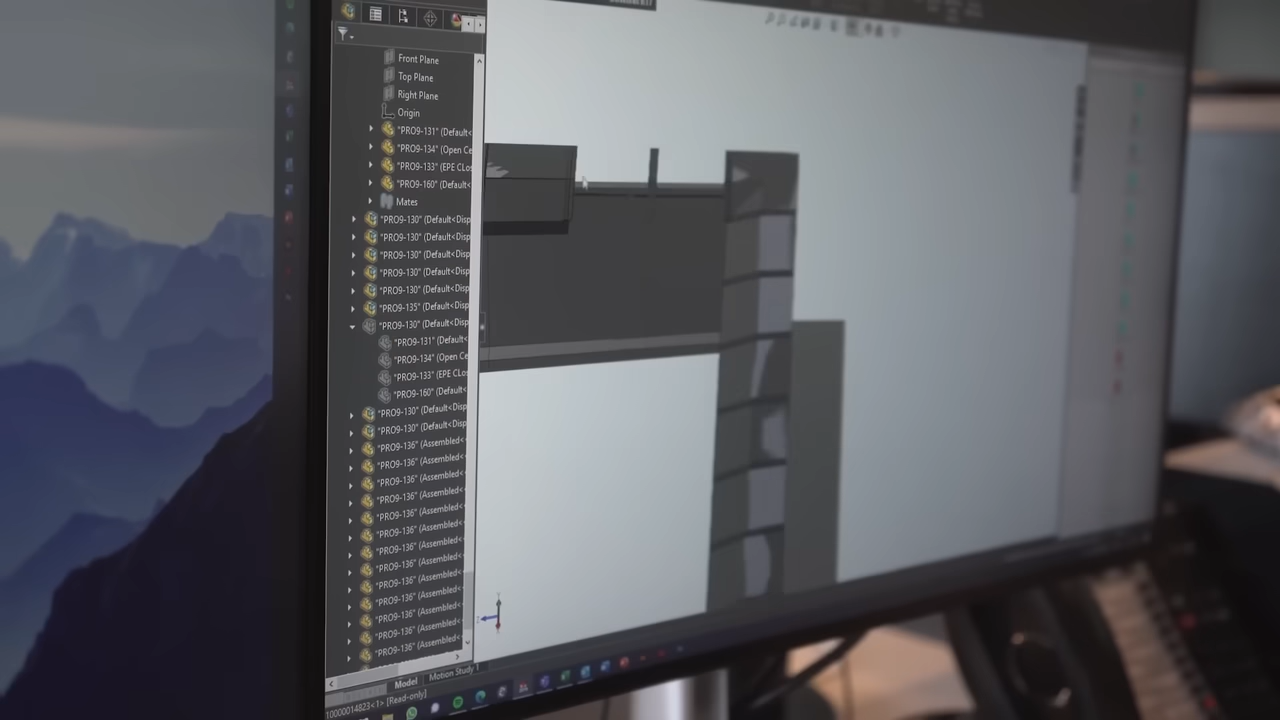 Front Plane
Top Plane
Right Plane
Origin
"PRO9-131" (Default<
"PRO9-134" (Open Ce
"PRO9-133" (EPE CLos
"PRO9-160" (Default<
Mates
"PRO9-130" (Default<Disp
"PRO9-130" (Default<Disp
"PRO9-130" (Default<Disp
"PRO9-130" (Default<Disp
"PRO9-130" (Default<Disp
"PRO9-135" (Default<Disp
"PRO9-130" (Default<Disp
"PRO9-131" (Default<
"PRO9-134" (Open Ce
"PRO9-133" (EPE CLos
"PRO9-160" (Default<
"PRO9-130" (Default<Disp
"PRO9-130" (Default<Disp
"PRO9-136" (Assembled<
"PRO9-136" (Assembled<
"PRO9-136" (Assembled<
"PRO9-136" (Assembled<
"PRO9-136" (Assembled<
"PRO9-136" (Assembled<
"PRO9-136" (Assembled<
"PRO9-136" (Assembled<
"PRO9-136" (Assembled<
"PRO9-136" (Assembled<
"PRO9-136" (Assembled<
"PRO9-136" (Assembled<
"PRO9-136" (Assembled<
Model Motion Study 1
10000014823<1> [Read-only]